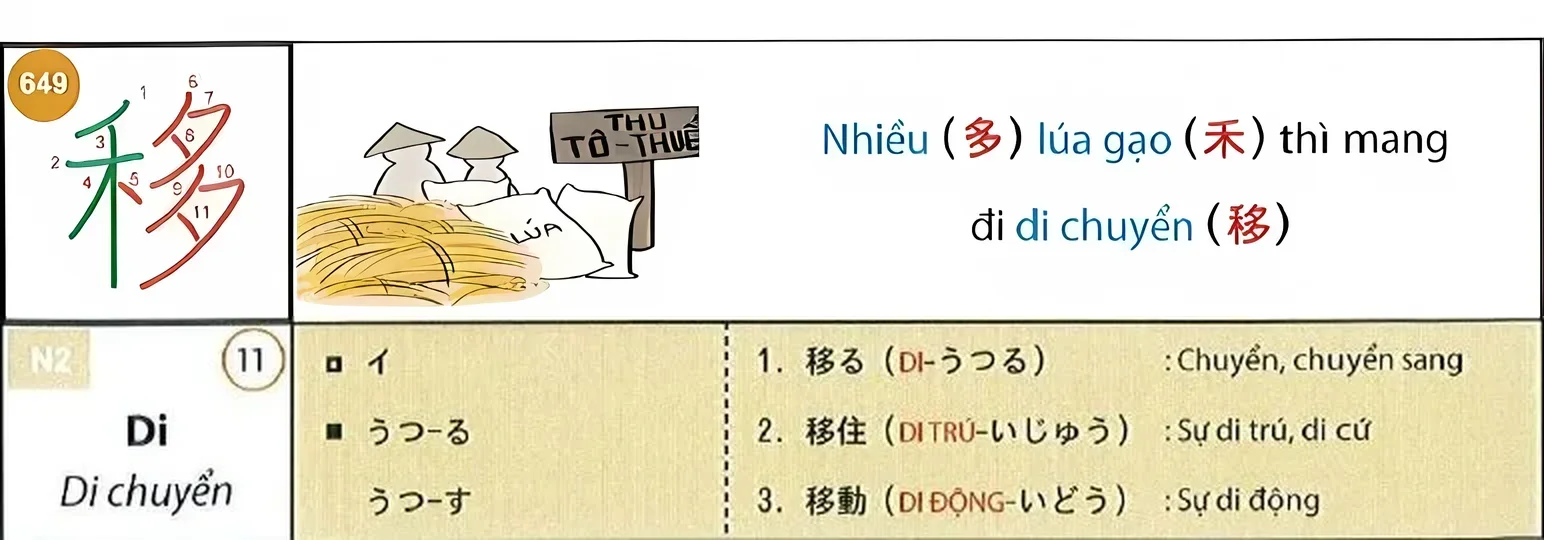 649
移
1
2
3
4
5
6
7
6
9
10
11
THU
TÔ-THUẾ
LÚA
Nhiều (多) lúa gạo (禾) thì mang
đi di chuyển (移)
N2
11
Di
Di chuyển
イ
うつ-る
うつ-す
1. 移る (DI-うつる) : Chuyển, chuyển sang
2. 移住 (DI TRÚ-いじゅう) : Sự di trú, di cứ
3. 移動 (DI ĐỘNG-いどう) : Sự di động